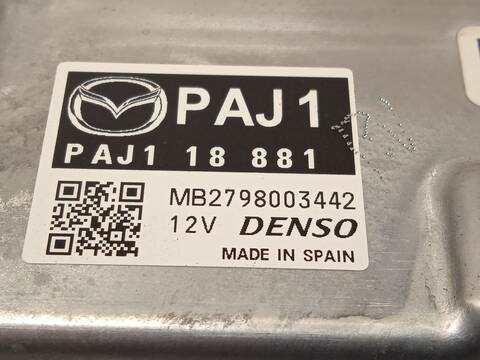 PAJ1
PAJ1 18 881
MB2798003442
12V DENSO
MADE IN SPAIN